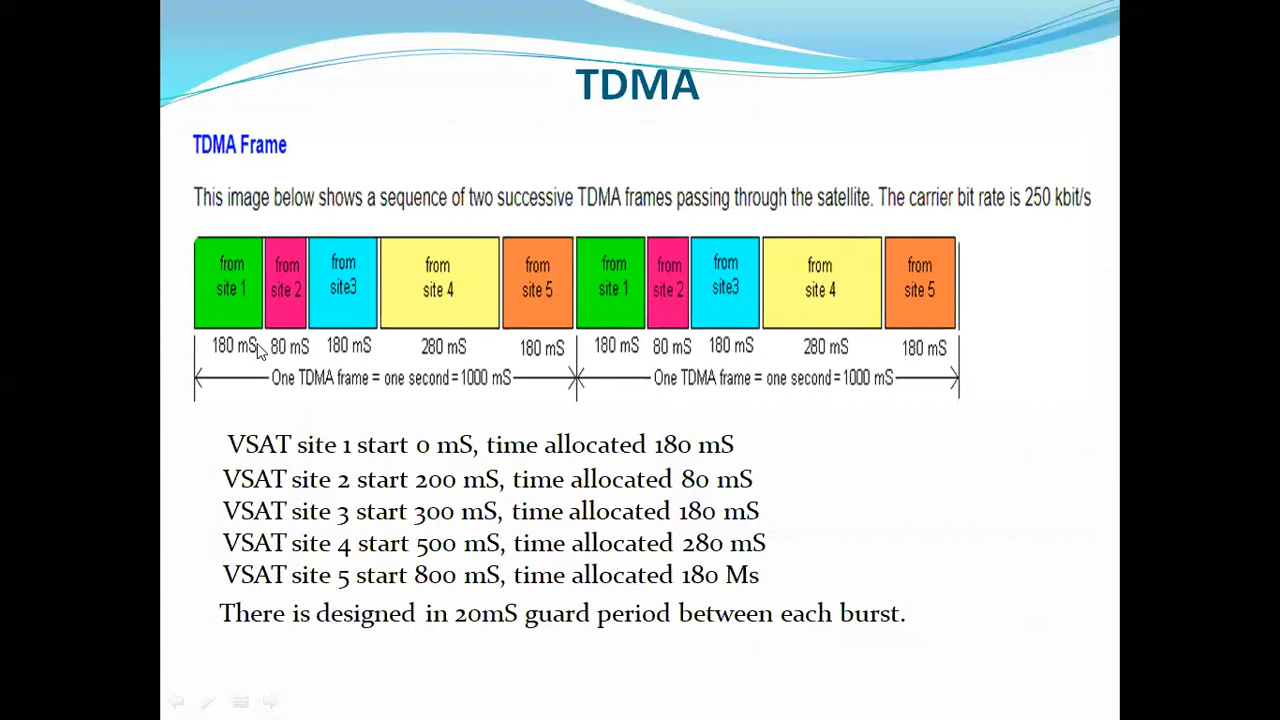 TDMA
TDMA Frame
This image below shows a sequence of two successive TDMA frames passing through the satellite. The carrier bit rate is 250 kbit/s
from site 1 from site 2 from site3 from site 4 from site 5 from site 1 from site 2 from site3 from site 4 from site 5
180 mS 80 mS 180 mS 280 mS 180 mS 180 mS 80 mS 180 mS 280 mS 180 mS
One TDMA frame = one second =1000 mS One TDMA frame = one second =1000 mS
VSAT site 1 start 0 mS, time allocated 180 mS
VSAT site 2 start 200 mS, time allocated 80 mS
VSAT site 3 start 300 mS, time allocated 180 mS
VSAT site 4 start 500 mS, time allocated 280 mS
VSAT site 5 start 800 mS, time allocated 180 Ms
There is designed in 20mS guard period between each burst.